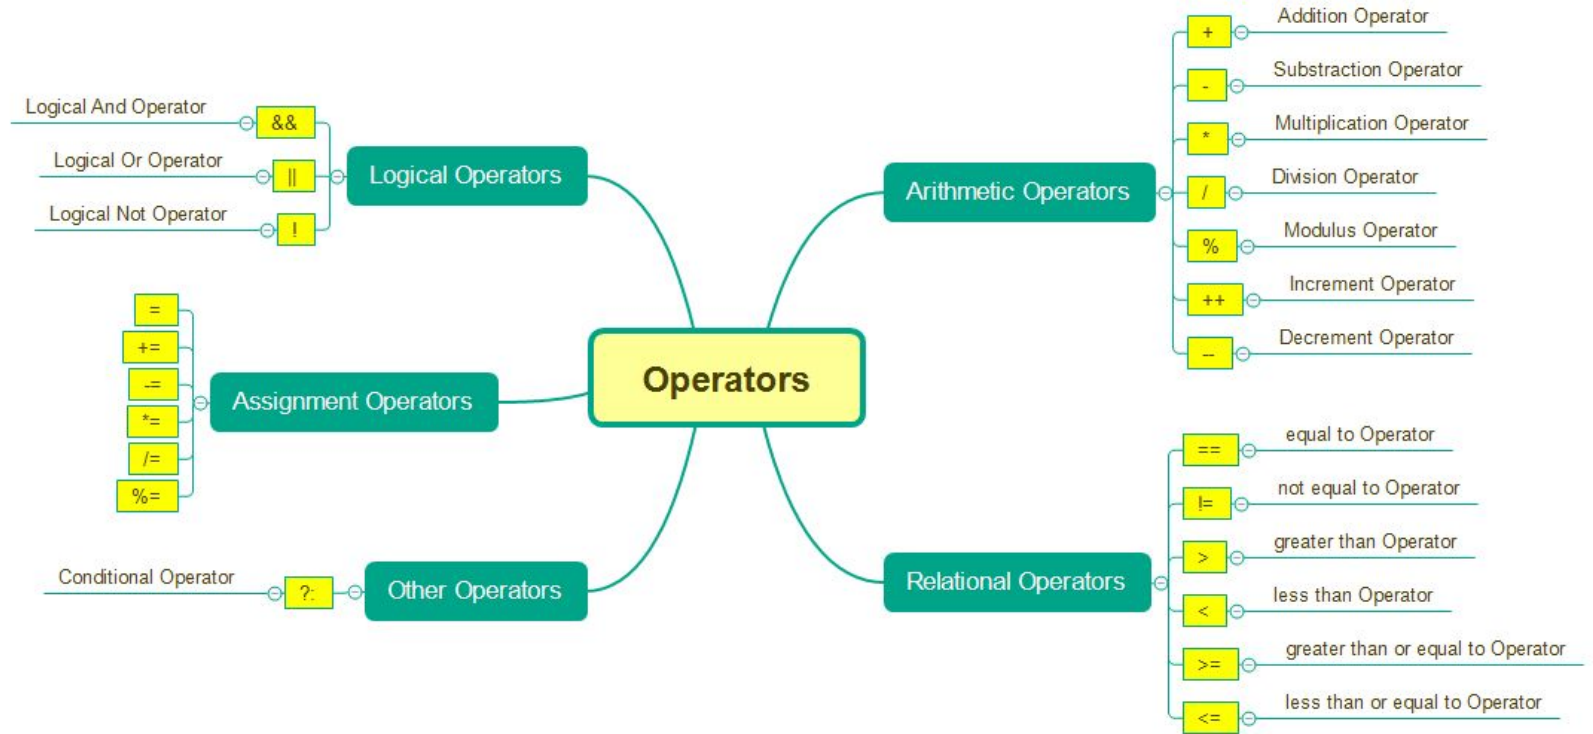 Operators
Logical Operators
&&
Logical And Operator
||
Logical Or Operator
!
Logical Not Operator
Assignment Operators
=
+=
-=
*=
/=
%=
Other Operators
?:
Conditional Operator
Arithmetic Operators
+
Addition Operator
-
Substraction Operator
*
Multiplication Operator
/
Division Operator
%
Modulus Operator
++
Increment Operator
--
Decrement Operator
Relational Operators
==
equal to Operator
!=
not equal to Operator
>
greater than Operator
<
less than Operator
>=
greater than or equal to Operator
<=
less than or equal to Operator